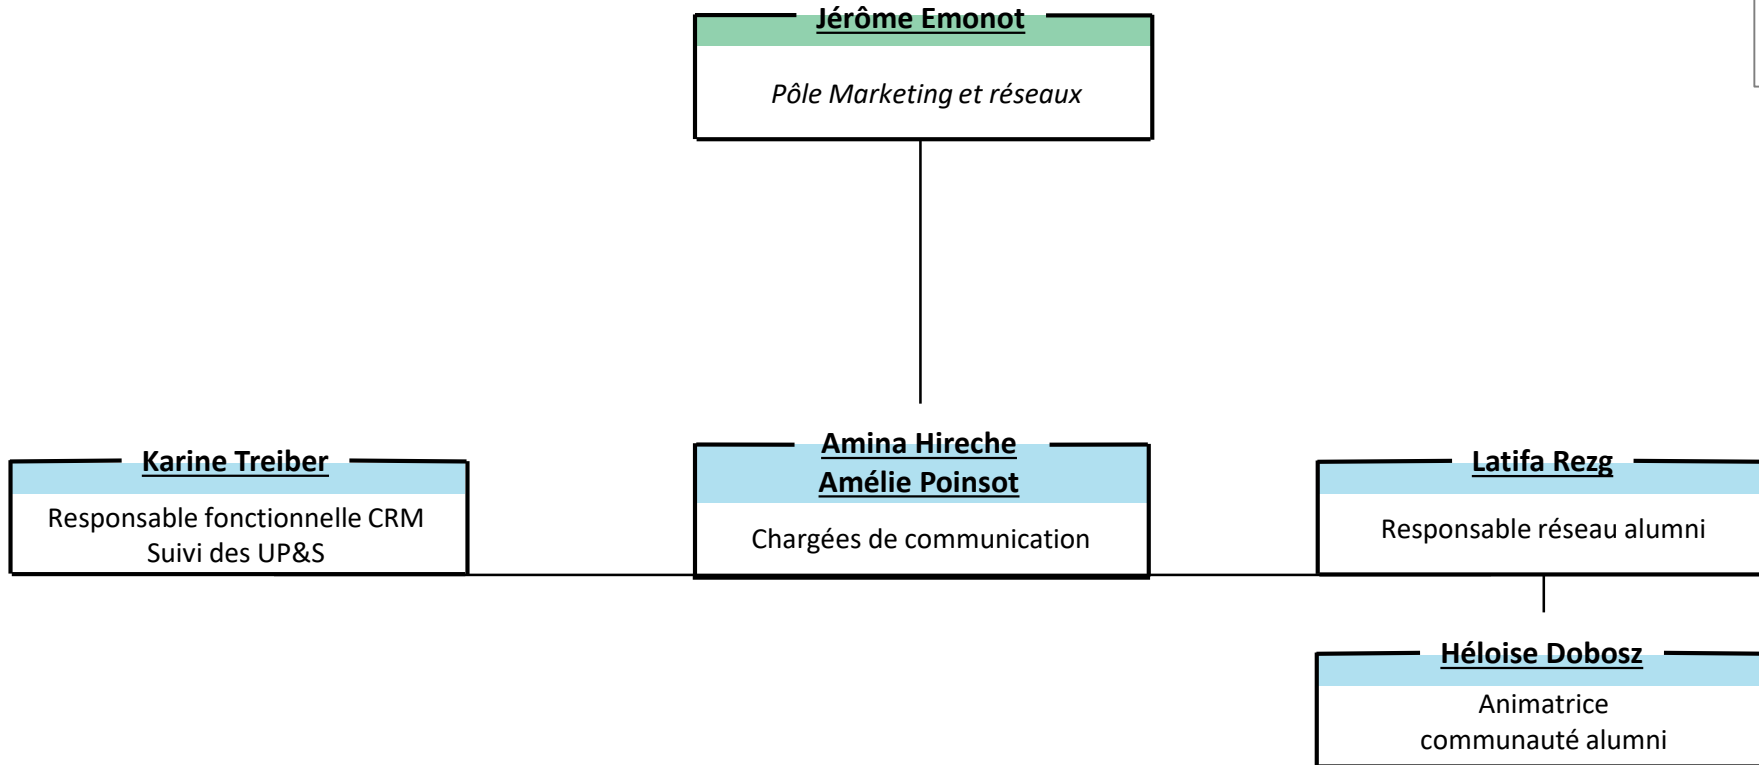 Jérôme Emonot
Pôle Marketing et réseaux
Karine Treiber
Responsable fonctionnelle CRM
Suivi des UP&S
Amina Hireche
Amélie Poinsot
Chargées de communication
Latifa Rezg
Responsable réseau alumni
Héloise Dobosz
Animatrice
communauté alumni